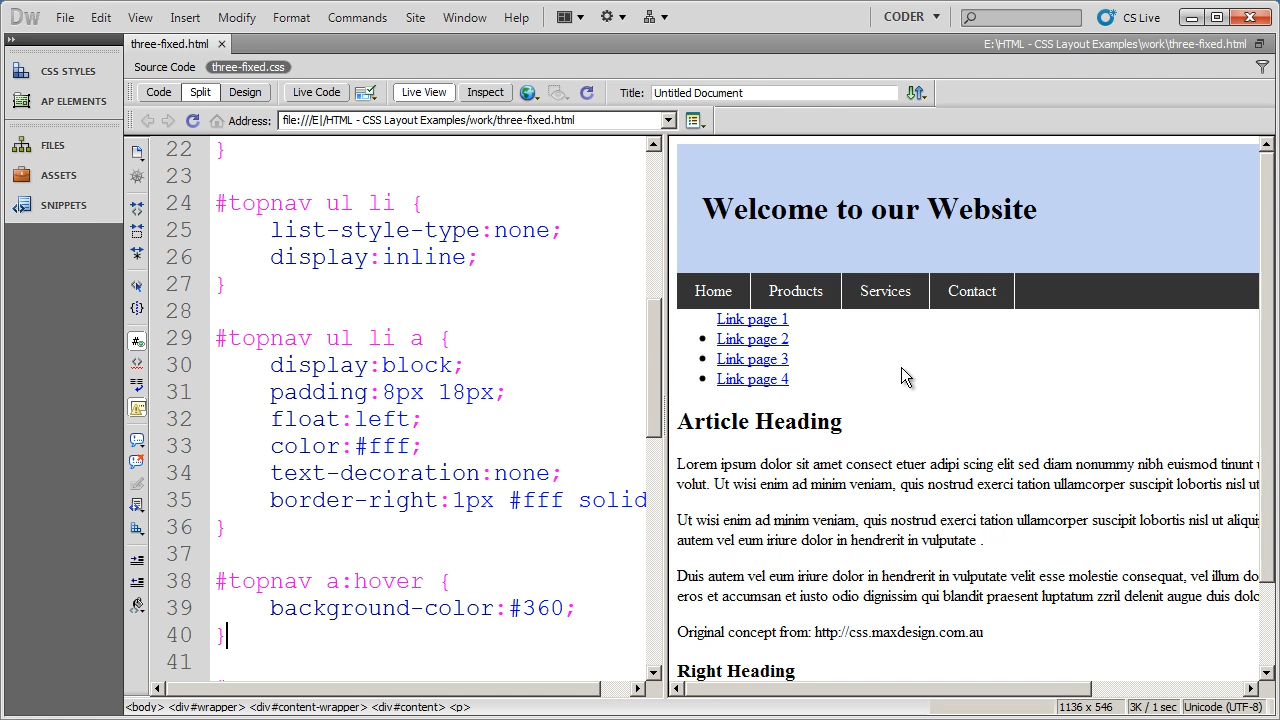 Dw File Edit View Insert Modify Format Commands Site Window Help CODER CS Live
three-fixed.html E:\HTML - CSS Layout Examples\work\three-fixed.html
Source Code three-fixed.css
Code Split Design Live Code Live View Inspect Title: Untitled Document
Address: file:///E|/HTML - CSS Layout Examples/work/three-fixed.html
CSS STYLES
AP ELEMENTS
FILES
ASSETS
SNIPPETS
22 }
23
24 #topnav ul li {
25 list-style-type:none;
26 display:inline;
27 }
28
29 #topnav ul li a {
30 display:block;
31 padding:8px 18px;
32 float:left;
33 color:#fff;
34 text-decoration:none;
35 border-right:1px #fff solid
36 }
37
38 #topnav a:hover {
39 background-color:#360;
40 }
41
Welcome to our Website
Home Products Services Contact
Link page 1
Link page 2
Link page 3
Link page 4
Article Heading
Lorem ipsum dolor sit amet consect etuer adipi scing elit sed diam nonummy nibh euismod tinunt
volut. Ut wisi enim ad minim veniam, quis nostrud exerci tation ullamcorper suscipit lobortis nisl
Ut wisi enim ad minim veniam, quis nostrud exerci tation ullamcorper suscipit lobortis nisl ut
autem vel eum iriure dolor in hendrerit in vulputate .
Duis autem vel eum iriure dolor in hendrerit in vulputate velit esse molestie consequat, vel illum
eros et accumsan et iusto odio dignissim qui blandit praesent luptatum zzril delenit augue duis
Original concept from: http://css.maxdesign.com.au
Right Heading
<body> <div#wrapper> <div#content-wrapper> <div#content> <p> 1136 x 546 3K / 1 sec Unicode (UTF-8)